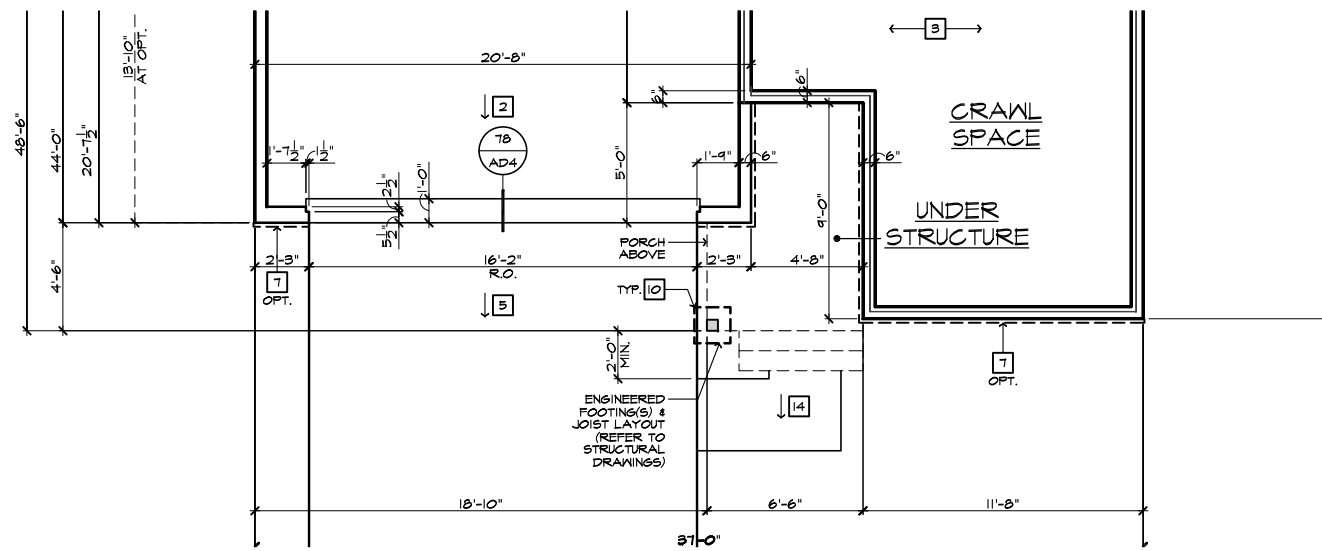 13'-10"
AT OPT.
3
20'-8"
6"
6"
2
CRAWL
SPACE
48'-6"
44'-0"
20'-7 1/2"
78
AD4
1'-7 1/2"
1 1/2"
2 1/2"
1'-0"
5'-0"
1'-9"
6"
6"
9'-0"
UNDER
STRUCTURE
5 1/2"
PORCH
ABOVE
4'-6"
2'-3"
16'-2"
R.O.
2'-3"
4'-8"
7
OPT.
5
TYP. 10
2'-0"
MIN.
7
OPT.
ENGINEERED
FOOTING(S) &
JOIST LAYOUT
(REFER TO
STRUCTURAL
DRAWINGS)
14
18'-10"
6'-6"
11'-8"
37'-0"